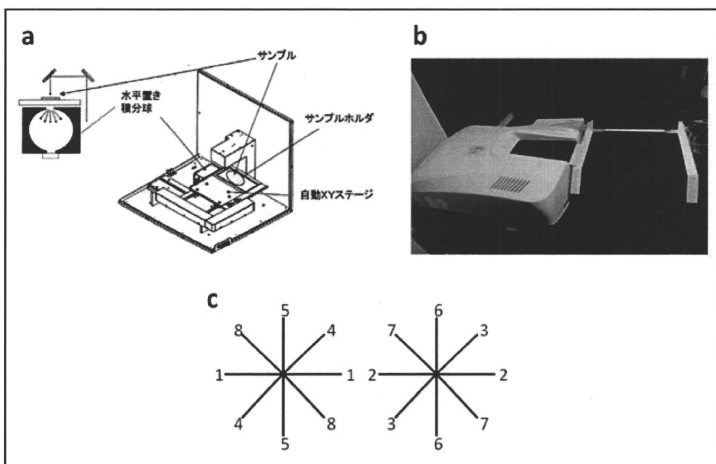 a
サンプル
水平置き
積分球
サンプルホルダ
自動XYステージ
b
c
5
8 4
1 1
4 8
5
6
7 3
2 2
3 7
6